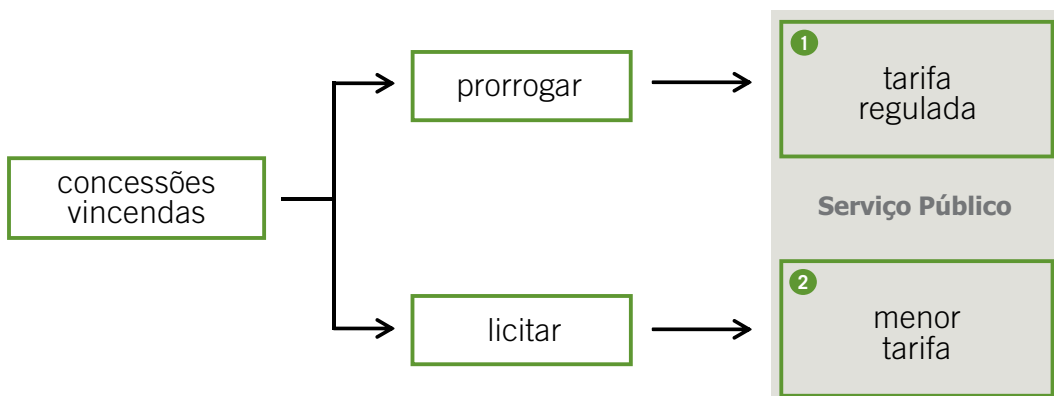 concessões
vincendas
prorrogar
1
tarifa
regulada
Serviço Público
licitar
2
menor
tarifa